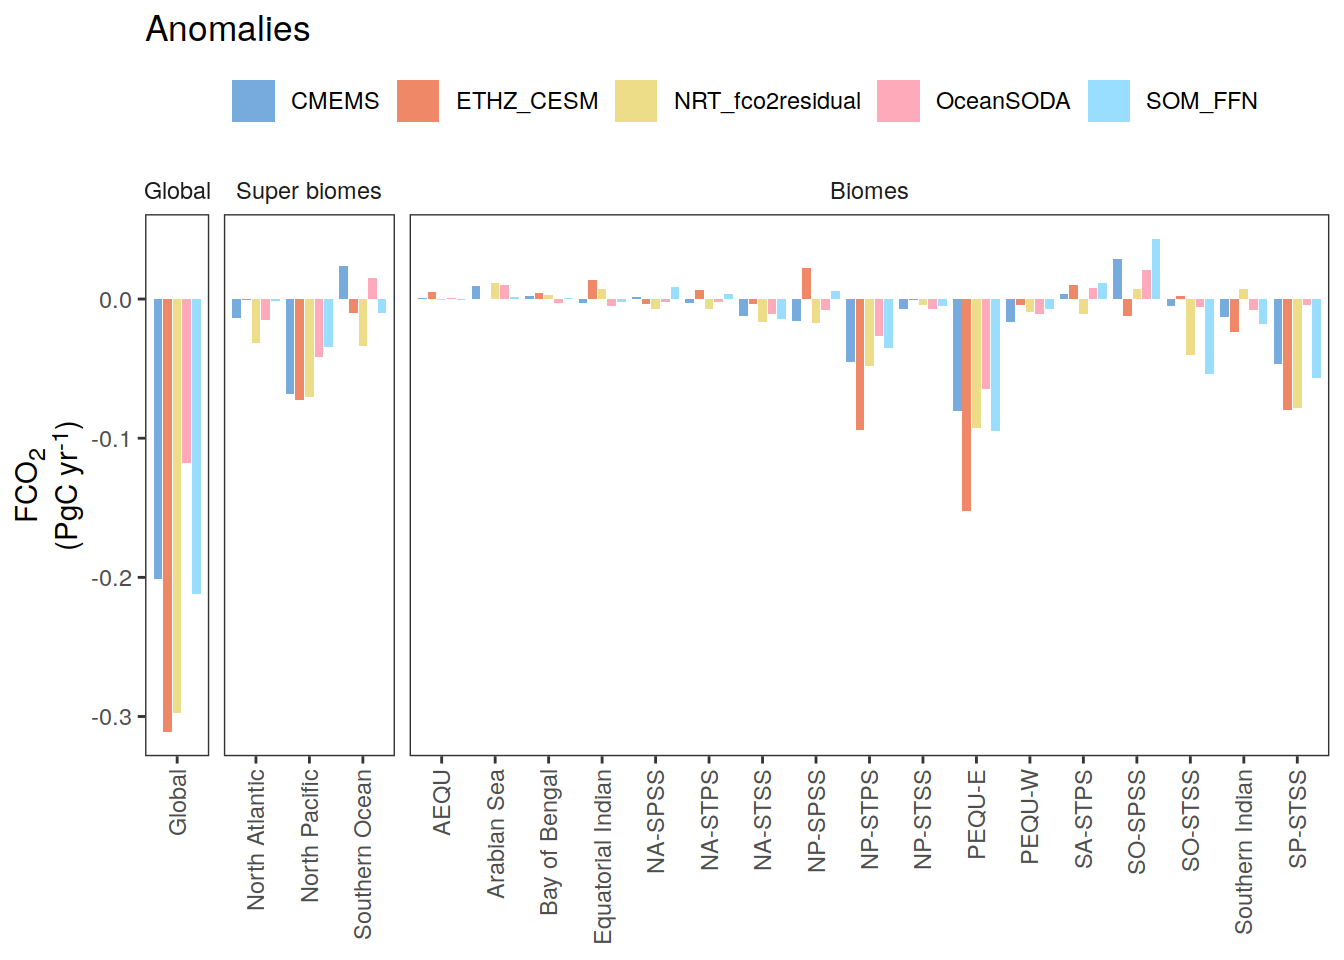 Anomalies
CMEMS ETHZ_CESM NRT_fco2residual OceanSODA SOM_FFN
Global Super biomes Biomes
0.0
-0.1
-0.2
-0.3
FCO₂
(PgC yr⁻¹)
Global
North Atlantic
North Pacific
Southern Ocean
AEQU
Arabian Sea
Bay of Bengal
Equatorial Indian
NA-SPSS
NA-STPS
NA-STSS
NP-SPSS
NP-STPS
NP-STSS
PEQU-E
PEQU-W
SA-STPS
SO-SPSS
SO-STSS
Southern Indian
SP-STSS